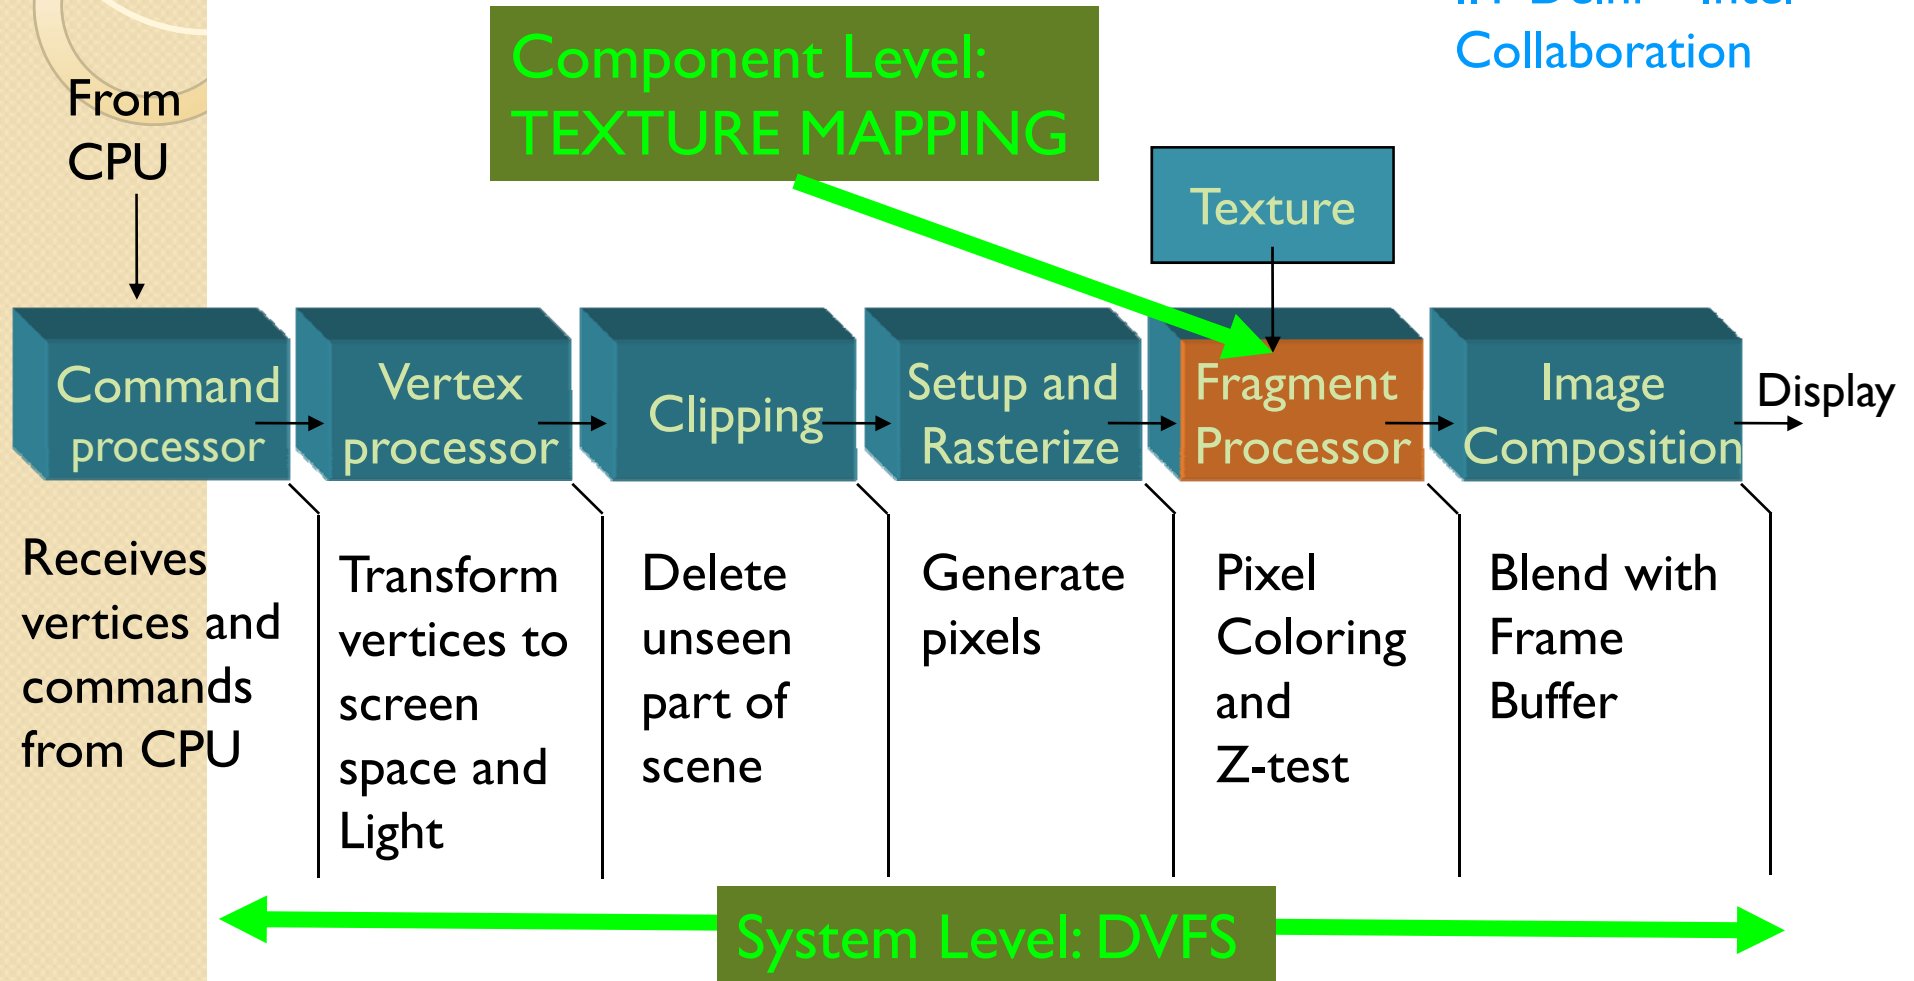 Collaboration
Component Level:
TEXTURE MAPPING
From
CPU
Texture
Command
processor
Vertex
processor
Clipping
Setup and
Rasterize
Fragment
Processor
Image
Composition
Display
Receives
vertices and
commands
from CPU
Transform
vertices to
screen
space and
Light
Delete
unseen
part of
scene
Generate
pixels
Pixel
Coloring
and
Z-test
Blend with
Frame
Buffer
System Level: DVFS